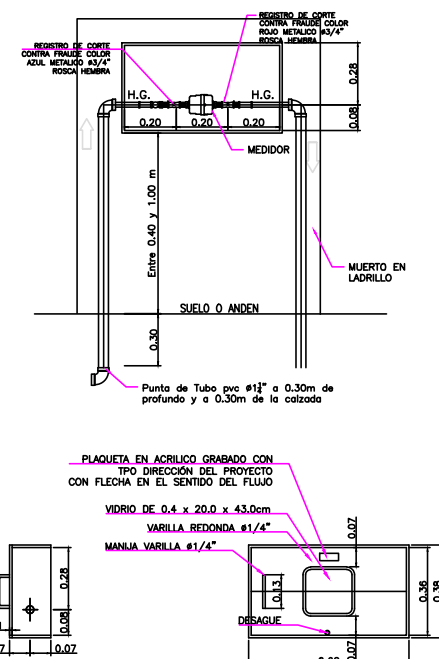 REGISTRO DE CORTE
CONTRA FRAUDE COLOR
ROJO METALICO ø3/4"
ROSCA HEMBRA
REGISTRO DE CORTE
CONTRA FRAUDE COLOR
AZUL METALICO ø3/4"
ROSCA HEMBRA
H.G.
H.G.
0.28
0.08
0.20
0.20
0.20
MEDIDOR
Entre 0.40 y 1.00 m
MUERTO EN
LADRILLO
SUELO O ANDEN
0.30
Punta de Tubo pvc ø1¼" a 0.30m de
profundo y a 0.30m de la calzada
PLAQUETA EN ACRILICO GRABADO CON
TPO DIRECCIÓN DEL PROYECTO
CON FLECHA EN EL SENTIDO DEL FLUJO
VIDRIO DE 0.4 x 20.0 x 43.0cm
VARILLA REDONDA ø1/4"
MANIJA VARILLA ø1/4"
0.07
0.28
0.08
0.13
0.36
0.38
DESAGUE
0.07
0.07